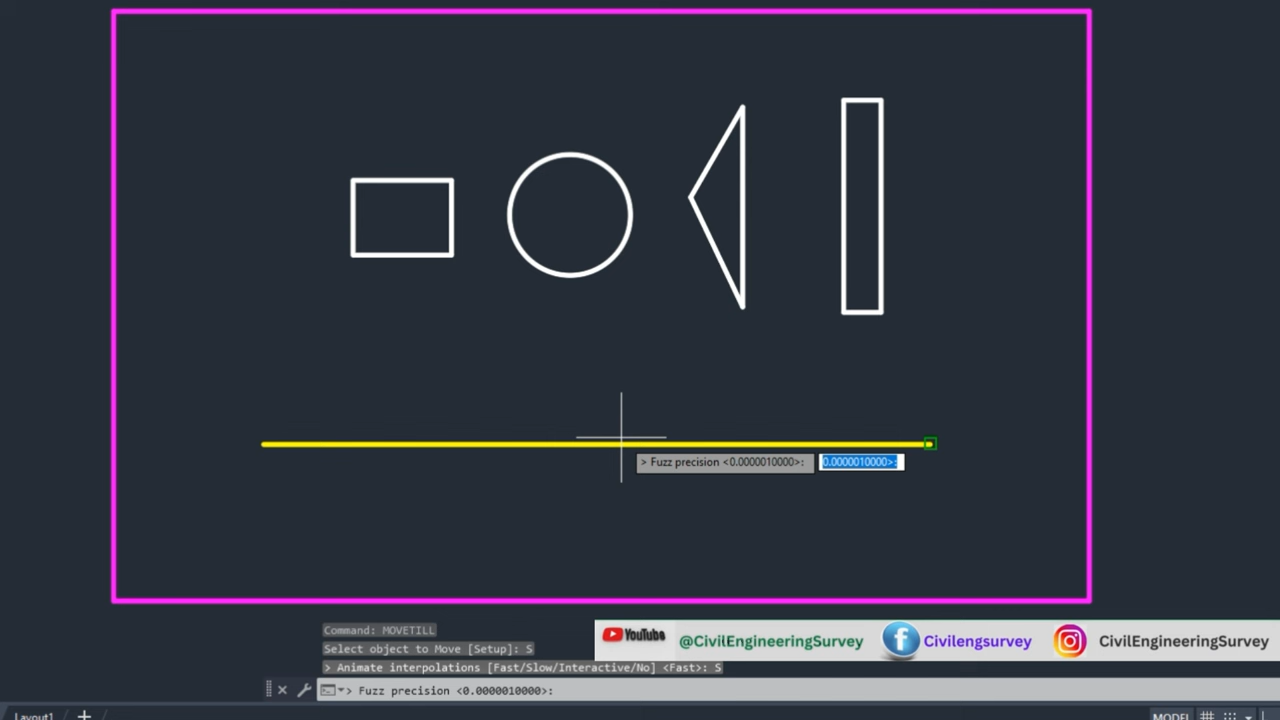 > Fuzz precision <0.0000010000>: 0.0000010000>:
Command: MOVETILL
Select object to Move [Setup]: S
> Animate interpolations [Fast/Slow/Interactive/No] <Fast>: S
> Fuzz precision <0.0000010000>:
YouTube @CivilEngineeringSurvey Civilengsurvey CivilEngineeringSurvey
Layout1 + MODEL